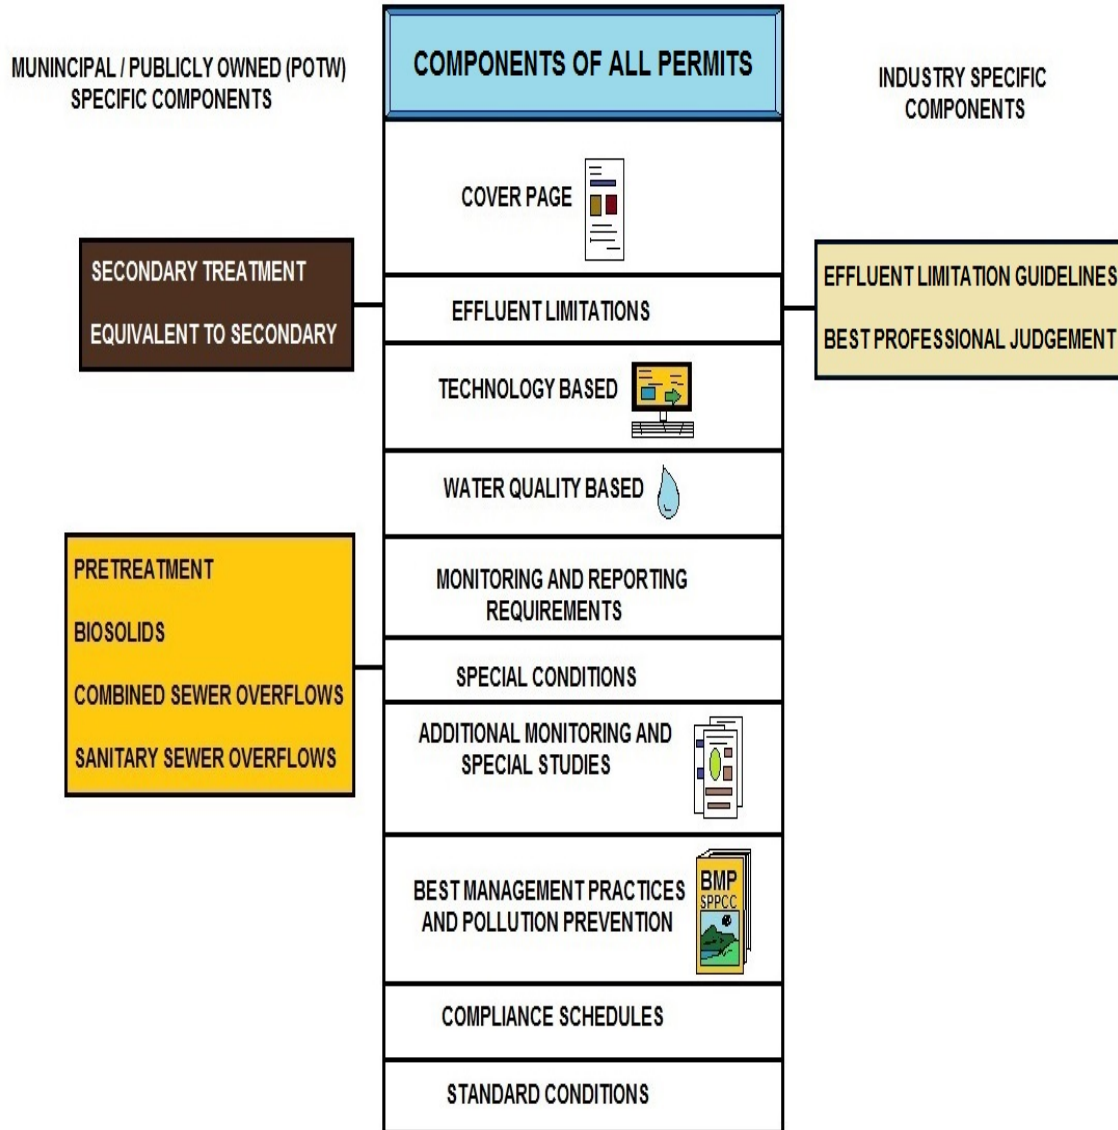 MUNINCIPAL / PUBLICLY OWNED (POTW)
SPECIFIC COMPONENTS
COMPONENTS OF ALL PERMITS
INDUSTRY SPECIFIC
COMPONENTS
COVER PAGE
SECONDARY TREATMENT
EQUIVALENT TO SECONDARY
EFFLUENT LIMITATIONS
EFFLUENT LIMITATION GUIDELINES
BEST PROFESSIONAL JUDGEMENT
TECHNOLOGY BASED
WATER QUALITY BASED
PRETREATMENT
BIOSOLIDS
COMBINED SEWER OVERFLOWS
SANITARY SEWER OVERFLOWS
MONITORING AND REPORTING
REQUIREMENTS
SPECIAL CONDITIONS
ADDITIONAL MONITORING AND
SPECIAL STUDIES
BEST MANAGEMENT PRACTICES
AND POLLUTION PREVENTION
BMP
SPPCC
COMPLIANCE SCHEDULES
STANDARD CONDITIONS